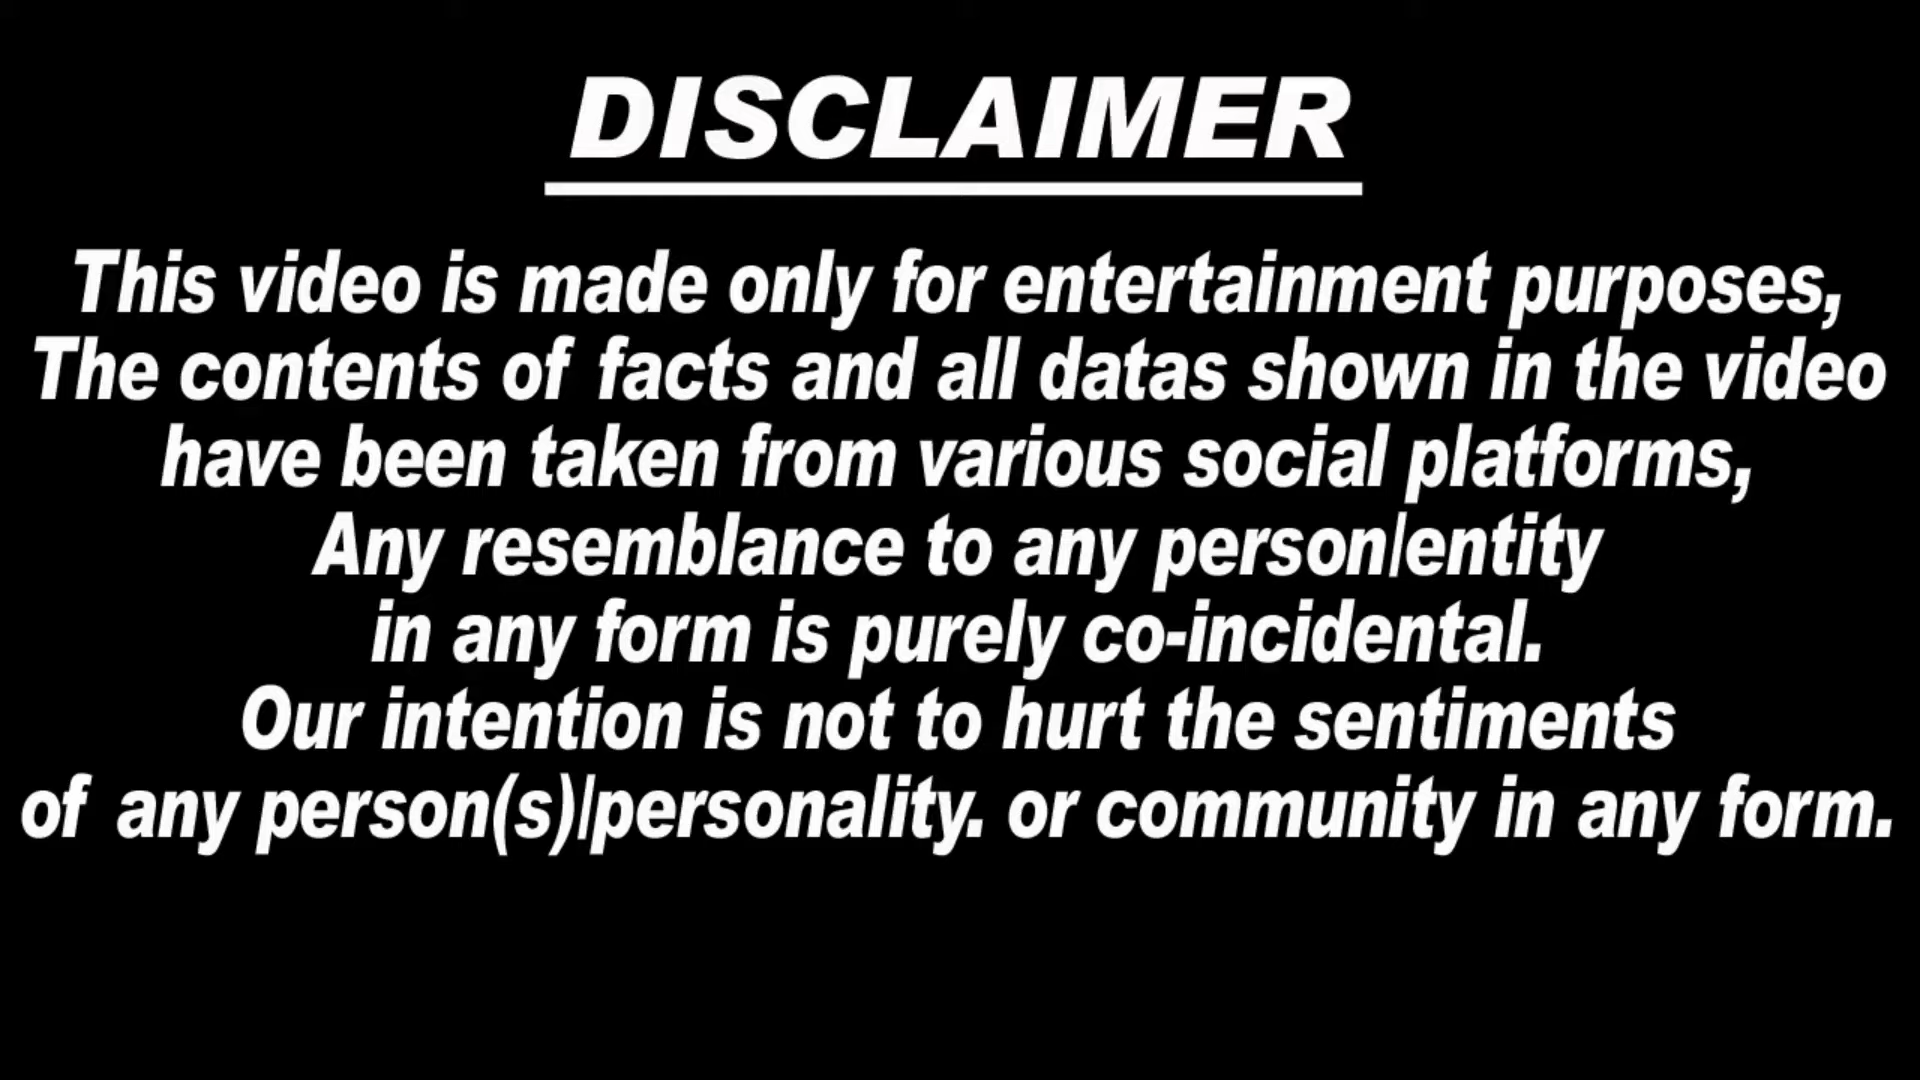 DISCLAIMER
This video is made only for entertainment purposes,
The contents of facts and all datas shown in the video
have been taken from various social platforms,
Any resemblance to any person|entity
in any form is purely co-incidental.
Our intention is not to hurt the sentiments
of any person(s)|personality. or community in any form.